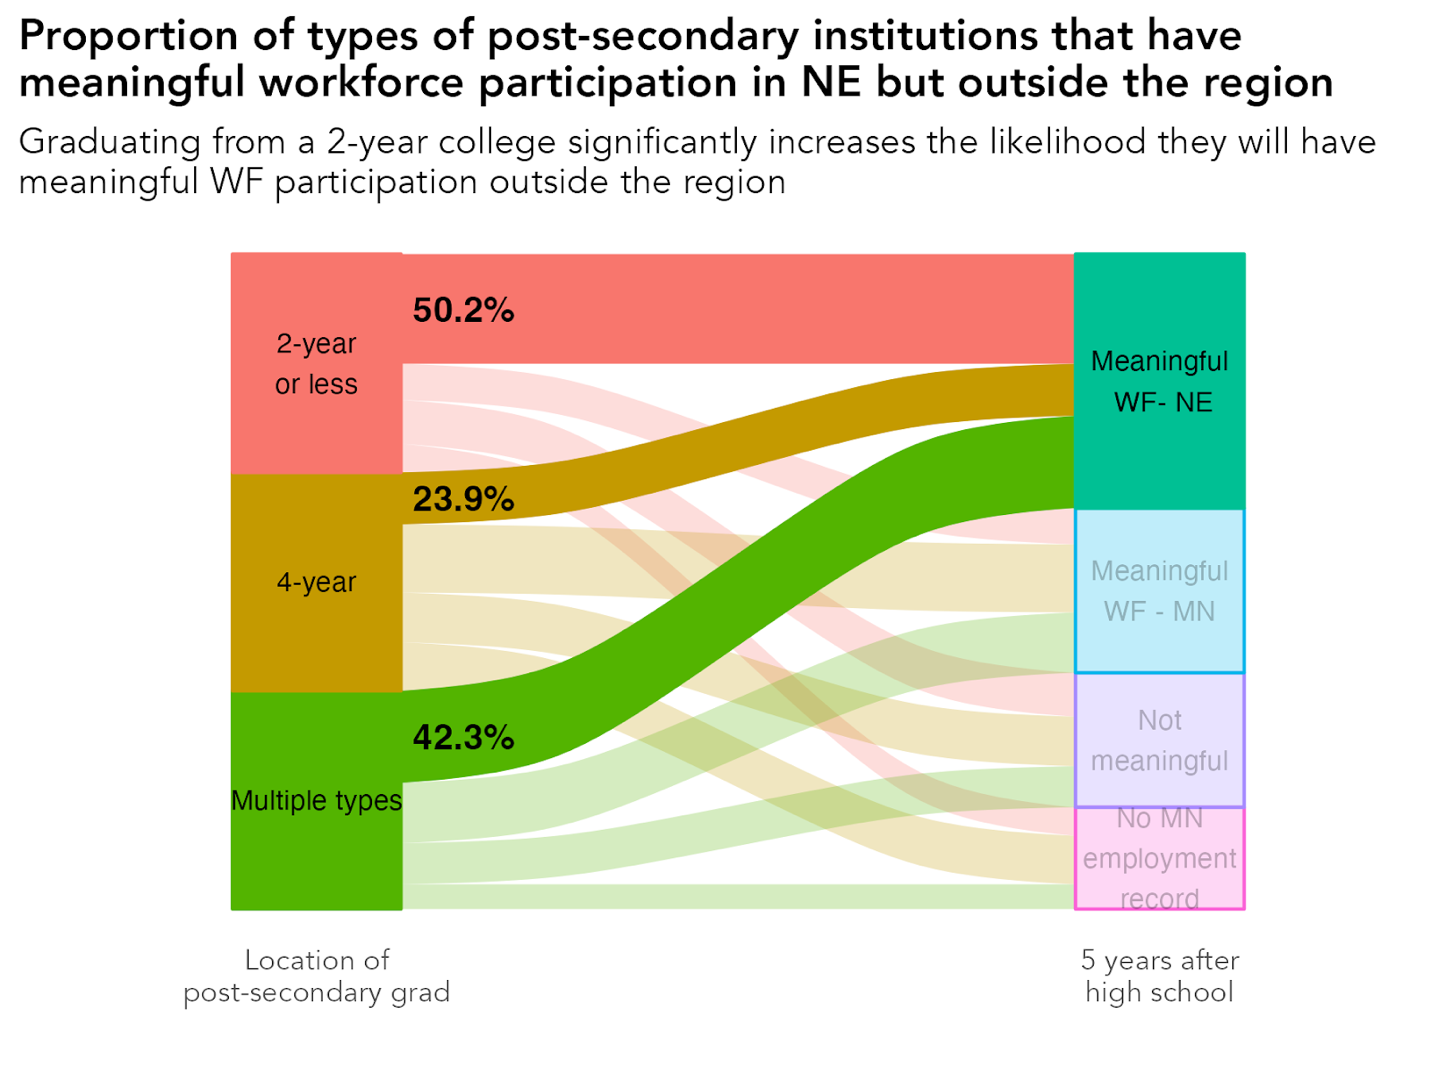 Proportion of types of post-secondary institutions that have
meaningful workforce participation in NE but outside the region
Graduating from a 2-year college significantly increases the likelihood they will have
meaningful WF participation outside the region
50.2%
2-year
or less
Meaningful
WF- NE
23.9%
4-year
Meaningful
WF - MN
42.3%
Multiple types
Not
meaningful
No MN
employment
record
Location of
post-secondary grad
5 years after
high school